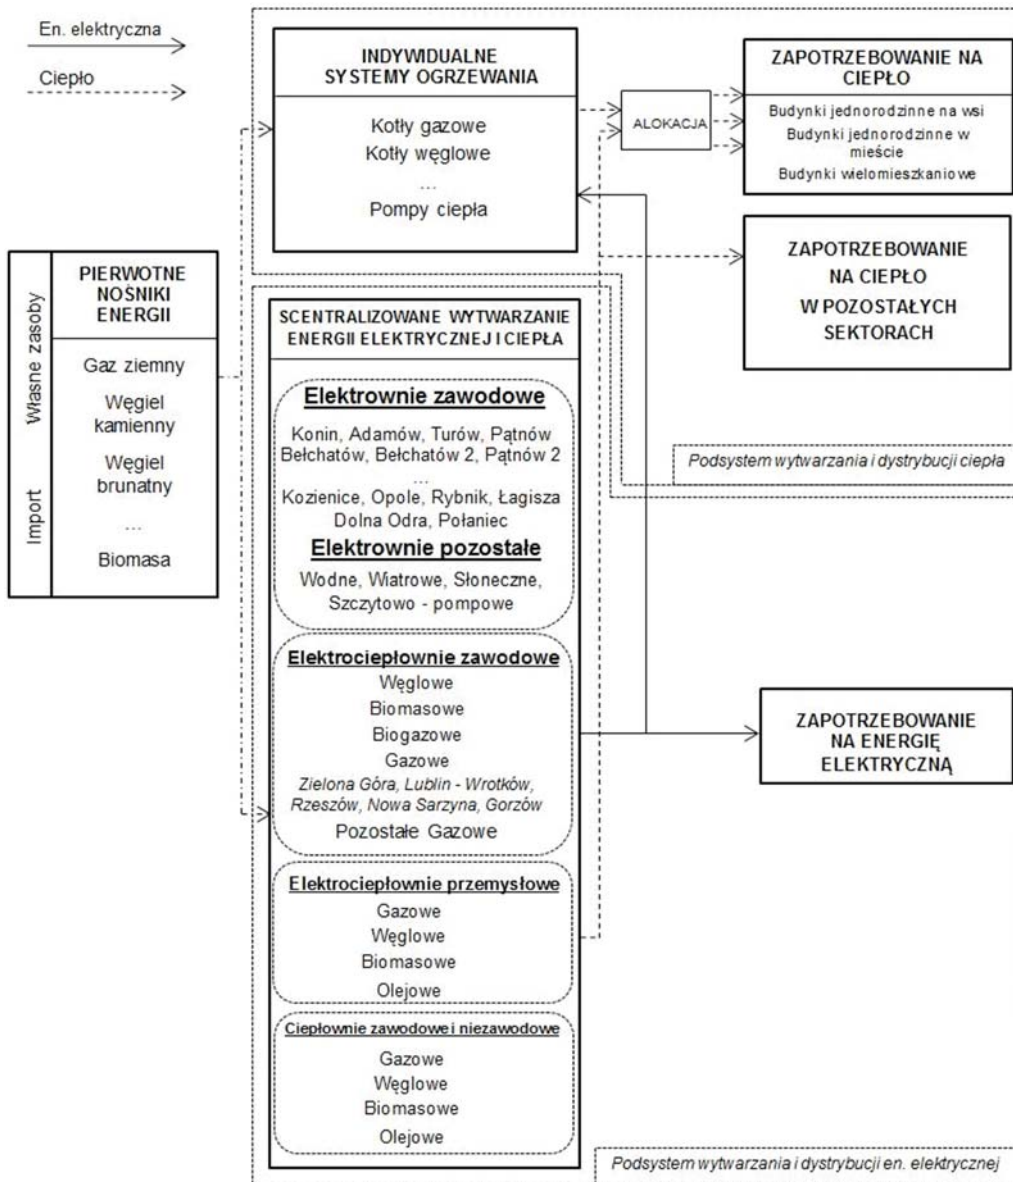 En. elektryczna
Ciepło
INDYWIDUALNE
SYSTEMY OGRZEWANIA
Kotły gazowe
Kotły węglowe
...
Pompy ciepła
ALOKACJA
ZAPOTRZEBOWANIE NA
CIEPŁO
Budynki jednorodzinne na wsi
Budynki jednorodzinne w
mieście
Budynki wielomieszkaniowe
ZAPOTRZEBOWANIE
NA CIEPŁO
W POZOSTAŁYCH
SEKTORACH
Podsystem wytwarzania i dystrybucji ciepła
Własne zasoby
Import
PIERWOTNE
NOŚNIKI
ENERGII
Gaz ziemny
Węgiel
kamienny
Węgiel
brunatny
...
Biomasa
SCENTRALIZOWANE WYTWARZANIE
ENERGII ELEKTRYCZNEJ I CIEPŁA
Elektrownie zawodowe
Konin, Adamów, Turów, Pątnów
Bełchatów, Bełchatów 2, Pątnów 2
...
Kozienice, Opole, Rybnik, Łagisza
Dolna Odra, Połaniec
Elektrownie pozostałe
Wodne, Wiatrowe, Słoneczne,
Szczytowo - pompowe
Elektrociepłownie zawodowe
Węglowe
Biomasowe
Biogazowe
Gazowe
Zielona Góra, Lublin - Wrotków,
Rzeszów, Nowa Sarzyna, Gorzów
Pozostałe Gazowe
Elektrociepłownie przemysłowe
Gazowe
Węglowe
Biomasowe
Olejowe
Ciepłownie zawodowe i niezawodowe
Gazowe
Węglowe
Biomasowe
Olejowe
ZAPOTRZEBOWANIE
NA ENERGIĘ
ELEKTRYCZNĄ
Podsystem wytwarzania i dystrybucji en. elektrycznej